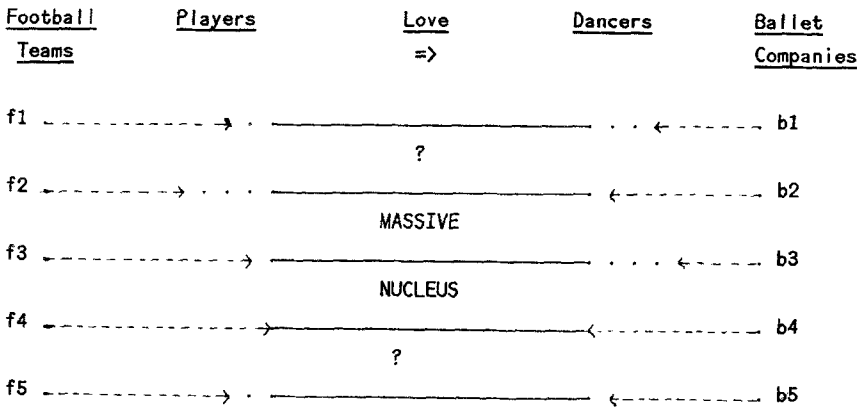 Football Players Love Dancers Ballet
Teams => Companies
f1 b1
?
f2 b2
MASSIVE
f3 b3
NUCLEUS
f4 b4
?
f5 b5